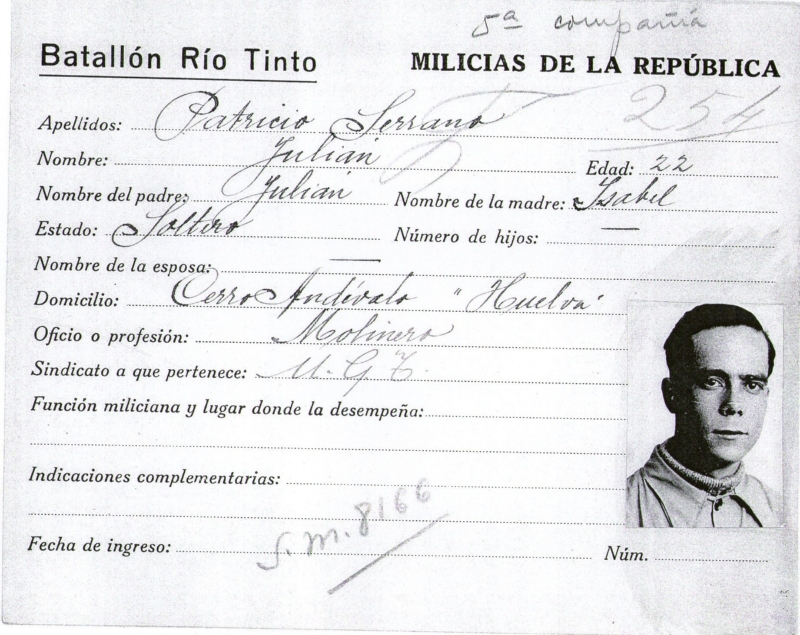 5ª compañia
Batallón Río Tinto MILICIAS DE LA REPÚBLICA
254
Apellidos: Patricio Serrano
Nombre: Julian Edad: 22
Nombre del padre: Julian Nombre de la madre: Isabel
Estado: Soltero Número de hijos: —
Nombre de la esposa: —
Domicilio: Cerro Andévalo "Huelva"
Oficio o profesión: Molinero
Sindicato a que pertenece: U.G.T.
Función miliciana y lugar donde la desempeña:
Indicaciones complementarias:
S.M. 8166
Fecha de ingreso: Núm.